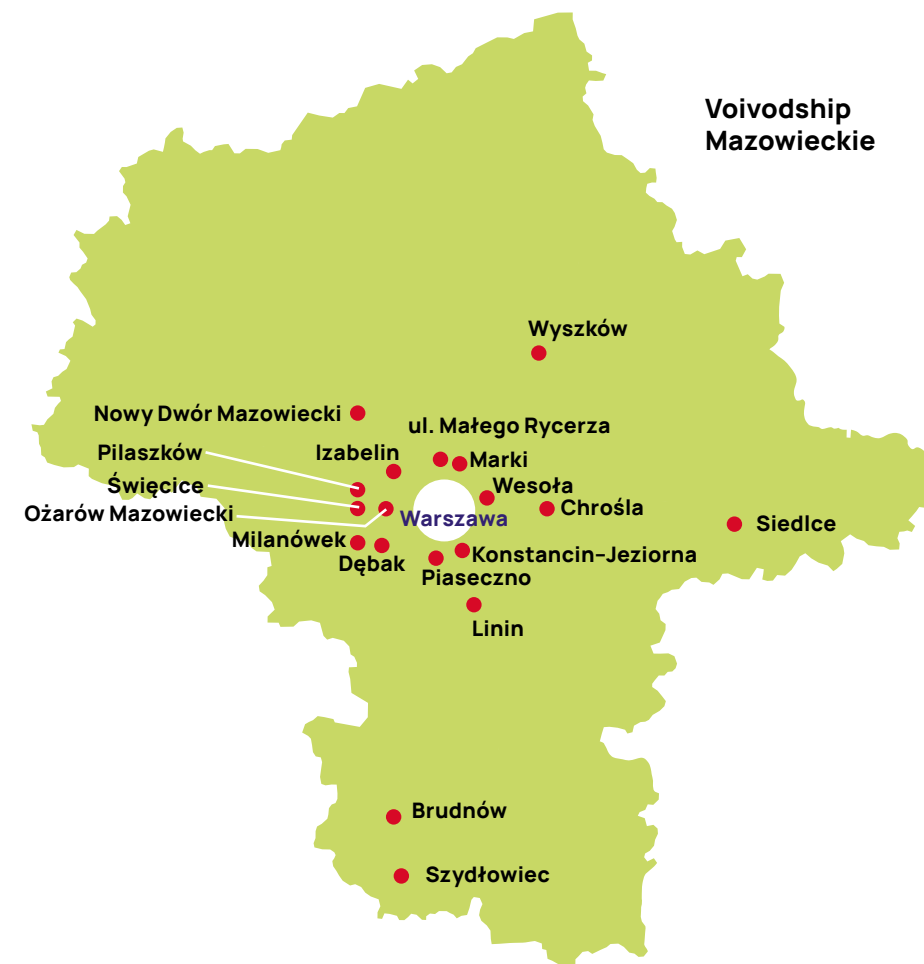 Voivodship
Mazowieckie
Wyszków
Nowy Dwór Mazowiecki
ul. Małego Rycerza
Pilaszków
Izabelin
Marki
Święcice
Wesoła
Ożarów Mazowiecki
Warszawa
Chrośla
Siedlce
Milanówek
Dębak
Konstancin-Jeziorna
Piaseczno
Linin
Brudnów
Szydłowiec